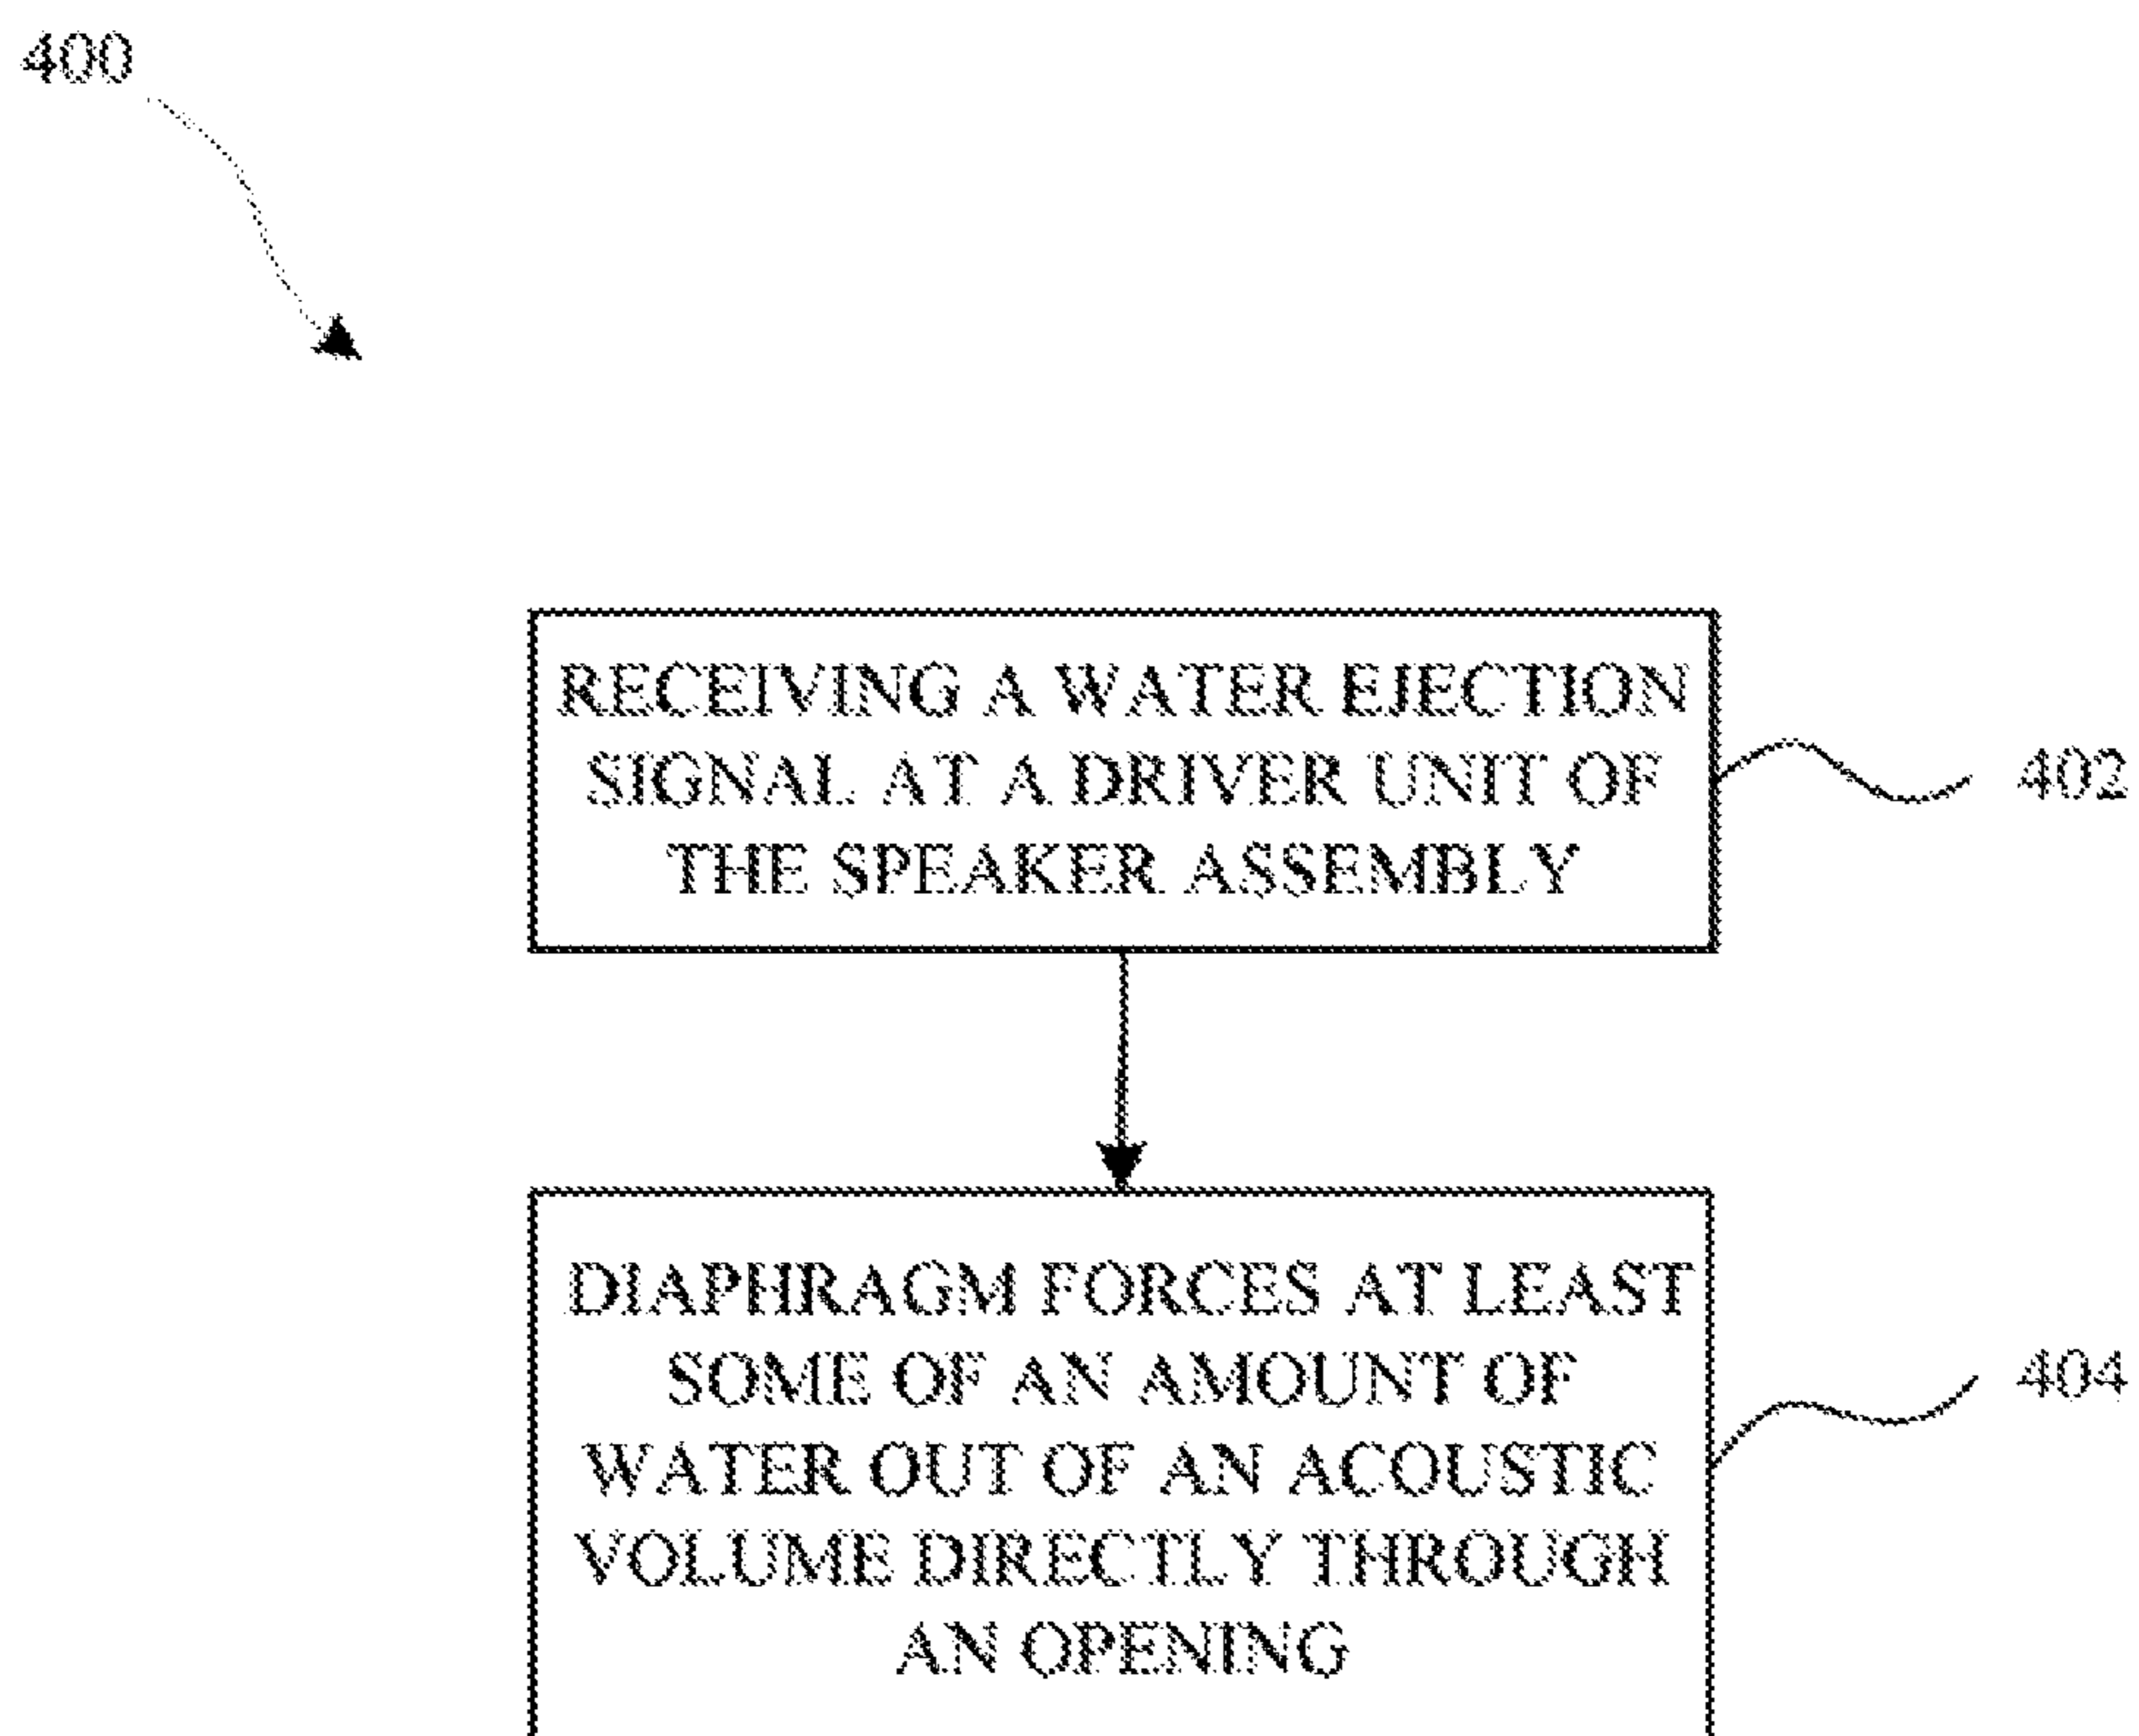 400
RECEIVING A WATER EJECTION
SIGNAL AT A DRIVER UNIT OF
THE SPEAKER ASSEMBLY
402
DIAPHRAGM FORCES AT LEAST
SOME OF AN AMOUNT OF
WATER OUT OF AN ACOUSTIC
VOLUME DIRECTLY THROUGH
AN OPENING
404